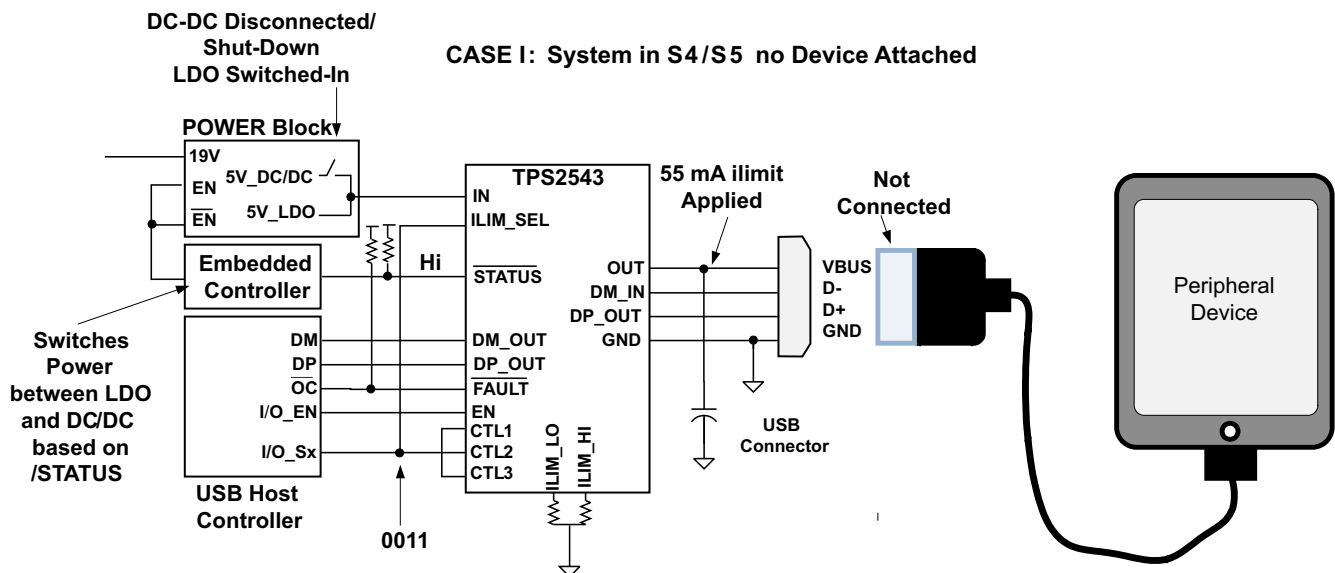 DC-DC Disconnected/
Shut-Down
LDO Switched-In
CASE I: System in S4/S5 no Device Attached
POWER Block
19V
EN
5V_DC/DC
EN
5V_LDO
Embedded
Controller
Hi
Switches
Power
between LDO
and DC/DC
based on
/STATUS
DM
DP
OC
I/O_EN
I/O_Sx
USB Host
Controller
0011
TPS2543
IN
ILIM_SEL
STATUS
DM_OUT
DP_OUT
FAULT
EN
CTL1
CTL2
CTL3
ILIM_LO
ILIM_HI
OUT
DM_IN
DP_OUT
GND
55 mA ilimit
Applied
VBUS
D-
D+
GND
USB
Connector
Not
Connected
Peripheral
Device